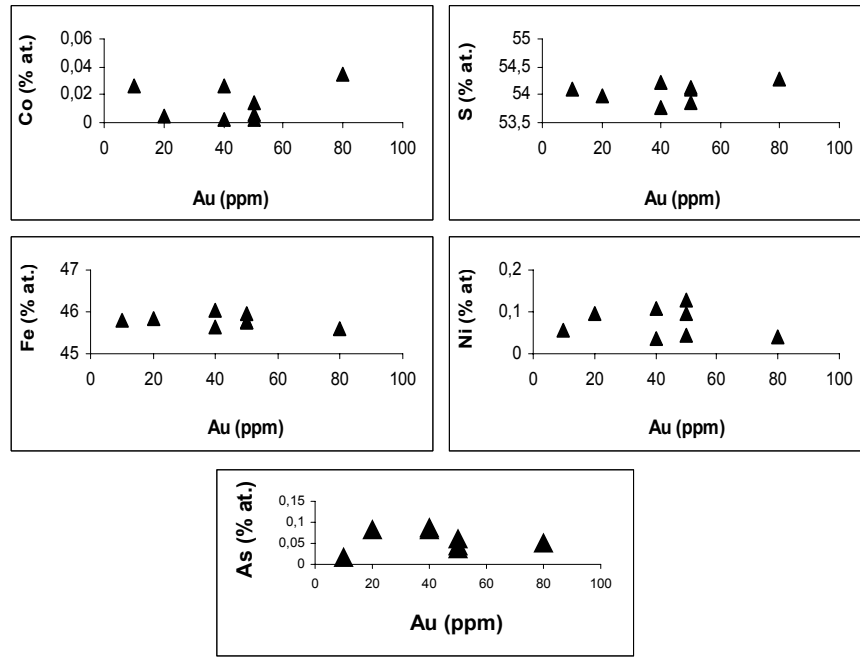 Co (% at.)
0,06
0,04
0,02
0
0 20 40 60 80 100
Au (ppm)
S (% at.)
55
54,5
54
53,5
0 20 40 60 80 100
Au (ppm)
Fe (% at.)
47
46
45
0 20 40 60 80 100
Au (ppm)
Ni (% at)
0,2
0,1
0
0 20 40 60 80 100
Au (ppm)
As (% at.)
0,15
0,1
0,05
0
0 20 40 60 80 100
Au (ppm)